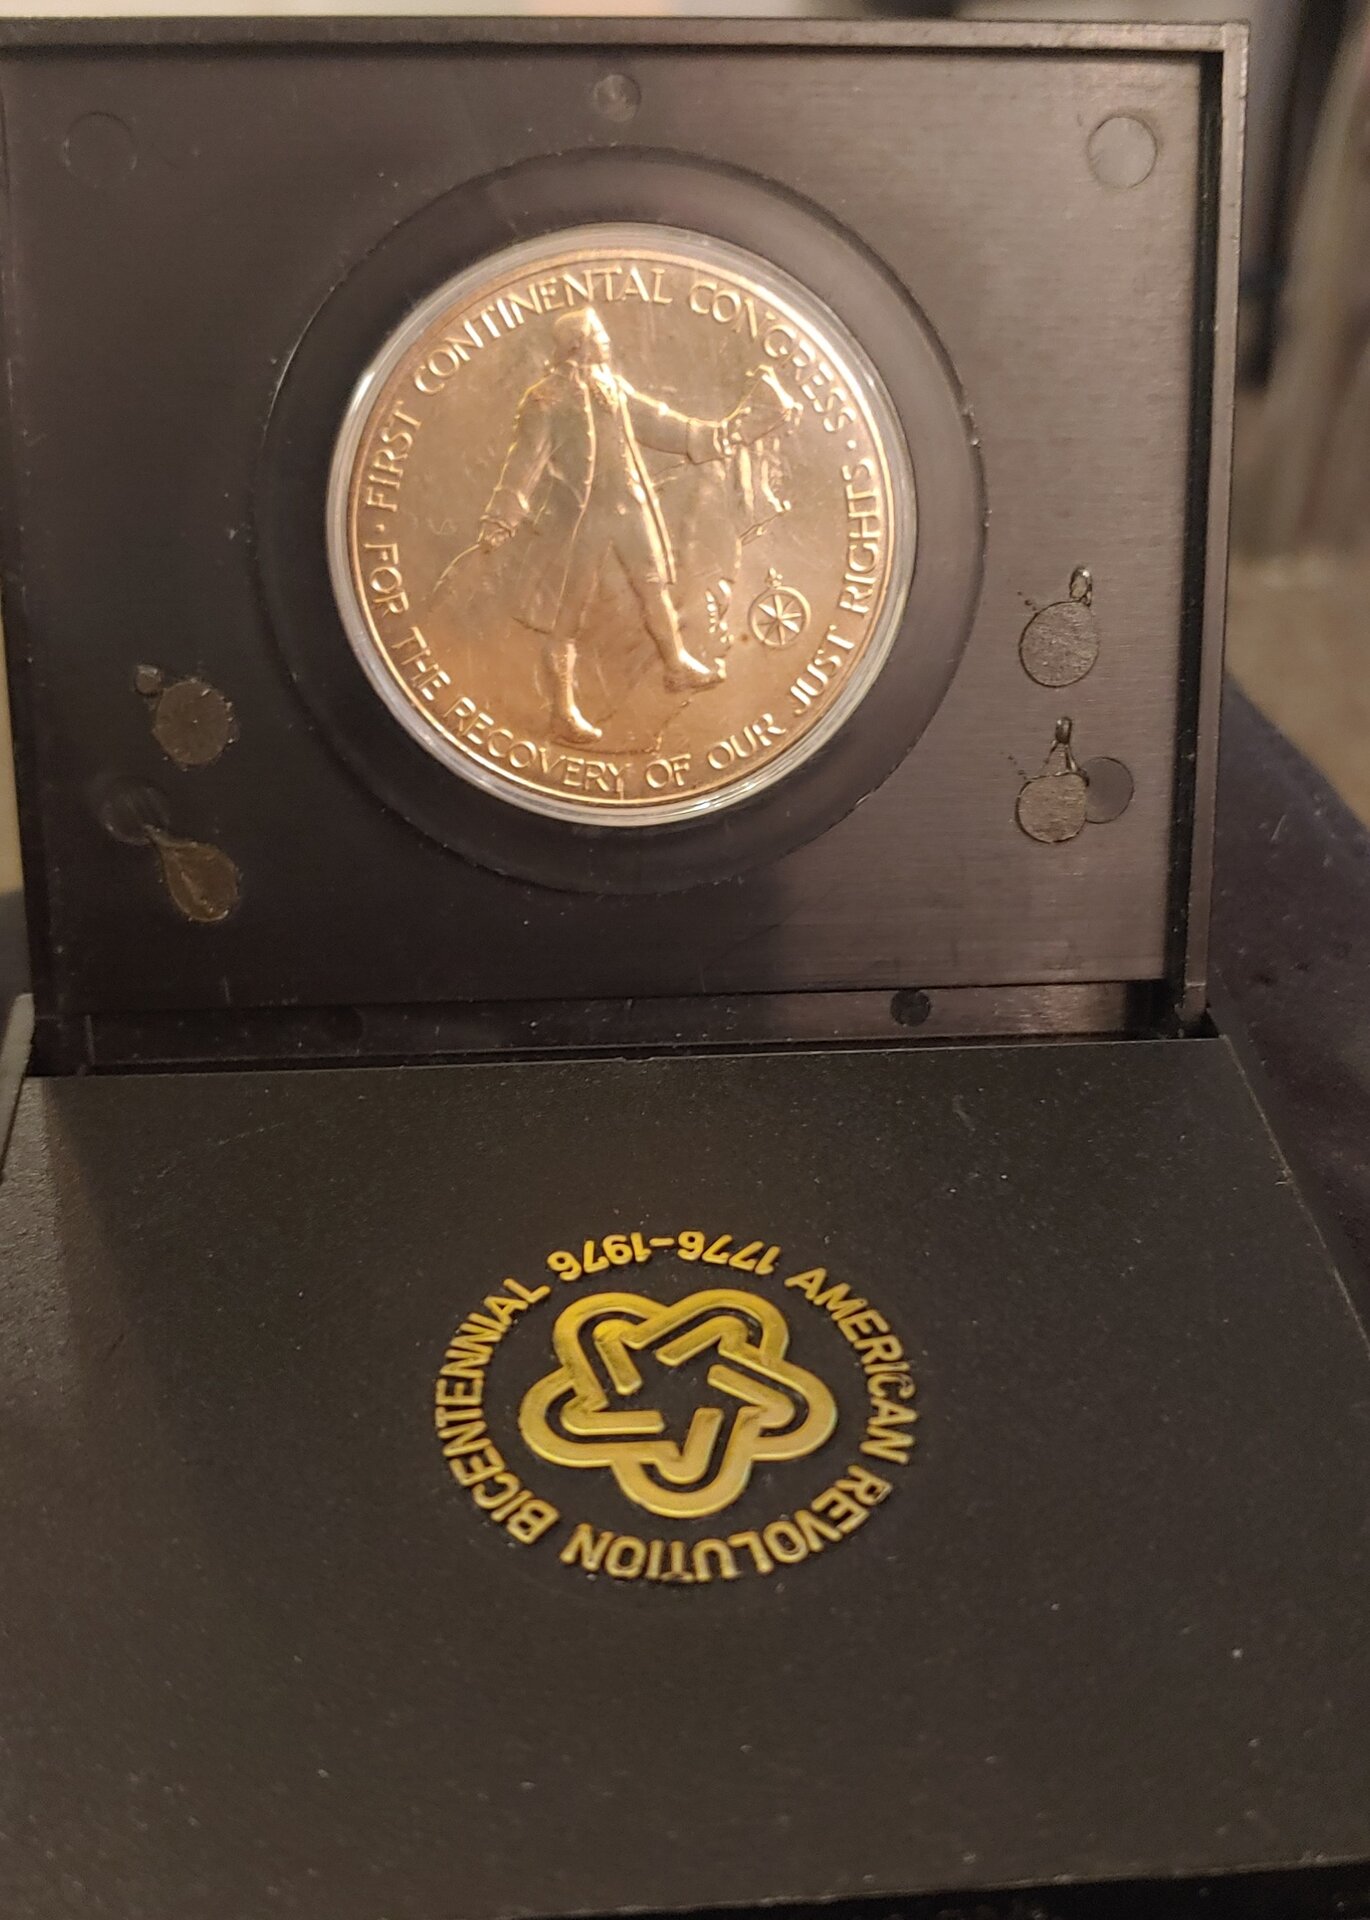 · FIRST CONTINENTAL CONGRESS ·
FOR THE RECOVERY OF OUR JUST RIGHTS
AMERICAN REVOLUTION BICENTENNIAL
1776-1976